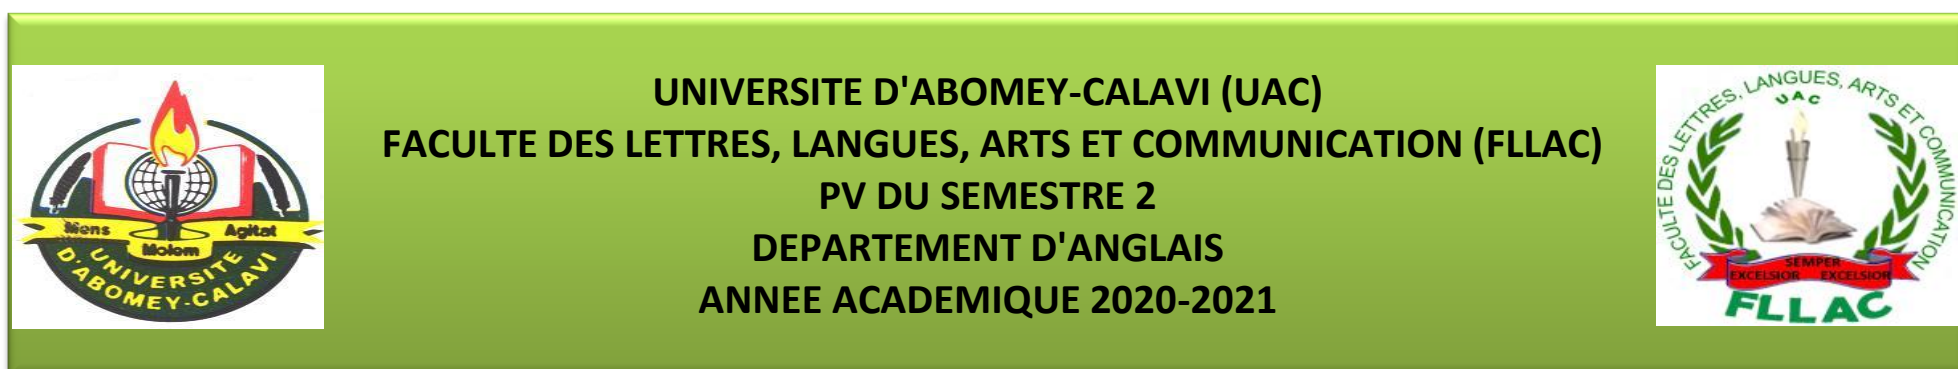 UNIVERSITE D'ABOMEY-CALAVI (UAC)
FACULTE DES LETTRES, LANGUES, ARTS ET COMMUNICATION (FLLAC)
PV DU SEMESTRE 2
DEPARTEMENT D'ANGLAIS
ANNEE ACADEMIQUE 2020-2021
Mens Molem Agitat
UNIVERSITE
D'ABOMEY-CALAVI
FACULTE DES LETTRES, LANGUES, ARTS ET COMMUNICATION
UAC
SEMPER
EXCELSIOR EXCELSIOR
FLLAC